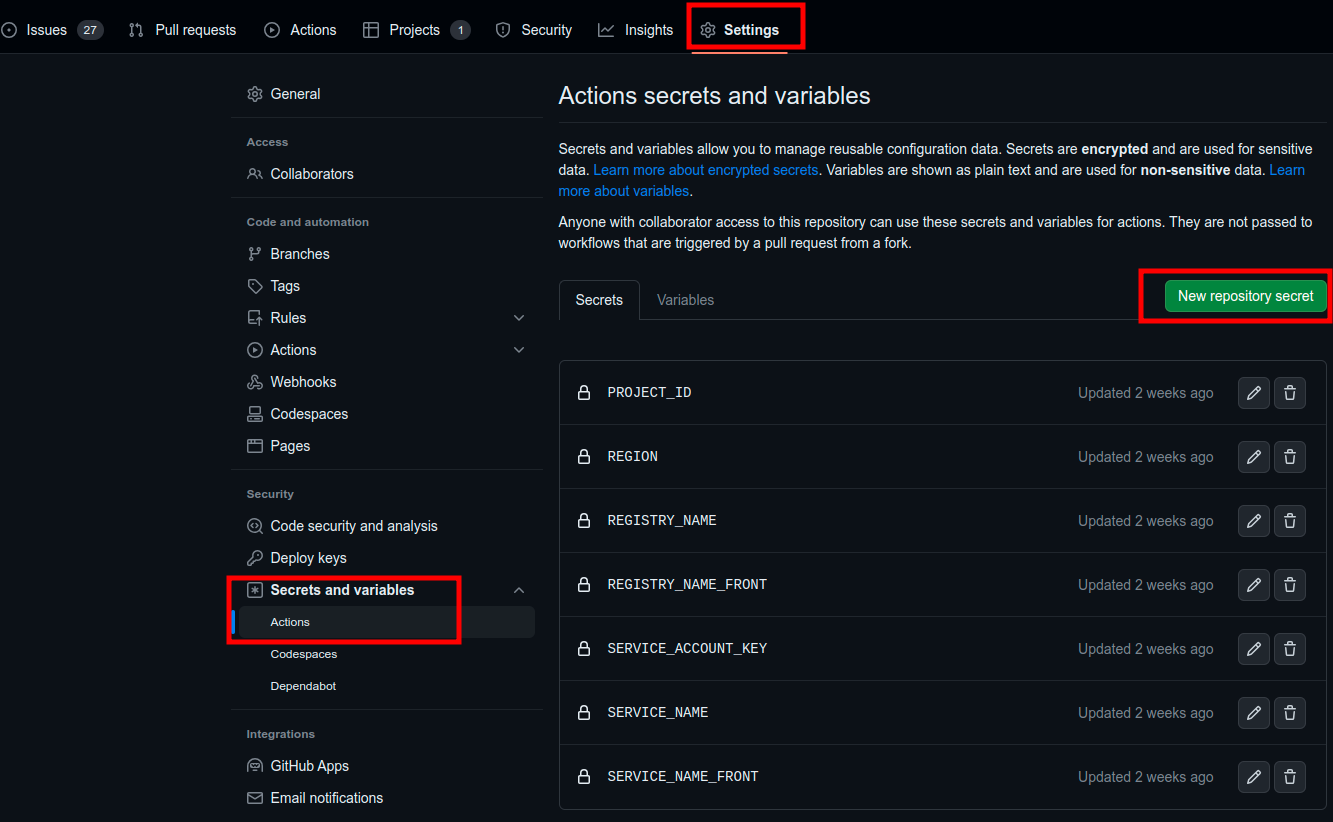 Issues 27 Pull requests Actions Projects 1 Security Insights Settings
General
Access
Collaborators
Code and automation
Branches
Tags
Rules
Actions
Webhooks
Codespaces
Pages
Security
Code security and analysis
Deploy keys
Secrets and variables
Actions
Codespaces
Dependabot
Integrations
GitHub Apps
Email notifications
Actions secrets and variables
Secrets and variables allow you to manage reusable configuration data. Secrets are encrypted and are used for sensitive
data. Learn more about encrypted secrets. Variables are shown as plain text and are used for non-sensitive data. Learn
more about variables.
Anyone with collaborator access to this repository can use these secrets and variables for actions. They are not passed to
workflows that are triggered by a pull request from a fork.
Secrets Variables New repository secret
PROJECT_ID Updated 2 weeks ago
REGION Updated 2 weeks ago
REGISTRY_NAME Updated 2 weeks ago
REGISTRY_NAME_FRONT Updated 2 weeks ago
SERVICE_ACCOUNT_KEY Updated 2 weeks ago
SERVICE_NAME Updated 2 weeks ago
SERVICE_NAME_FRONT Updated 2 weeks ago